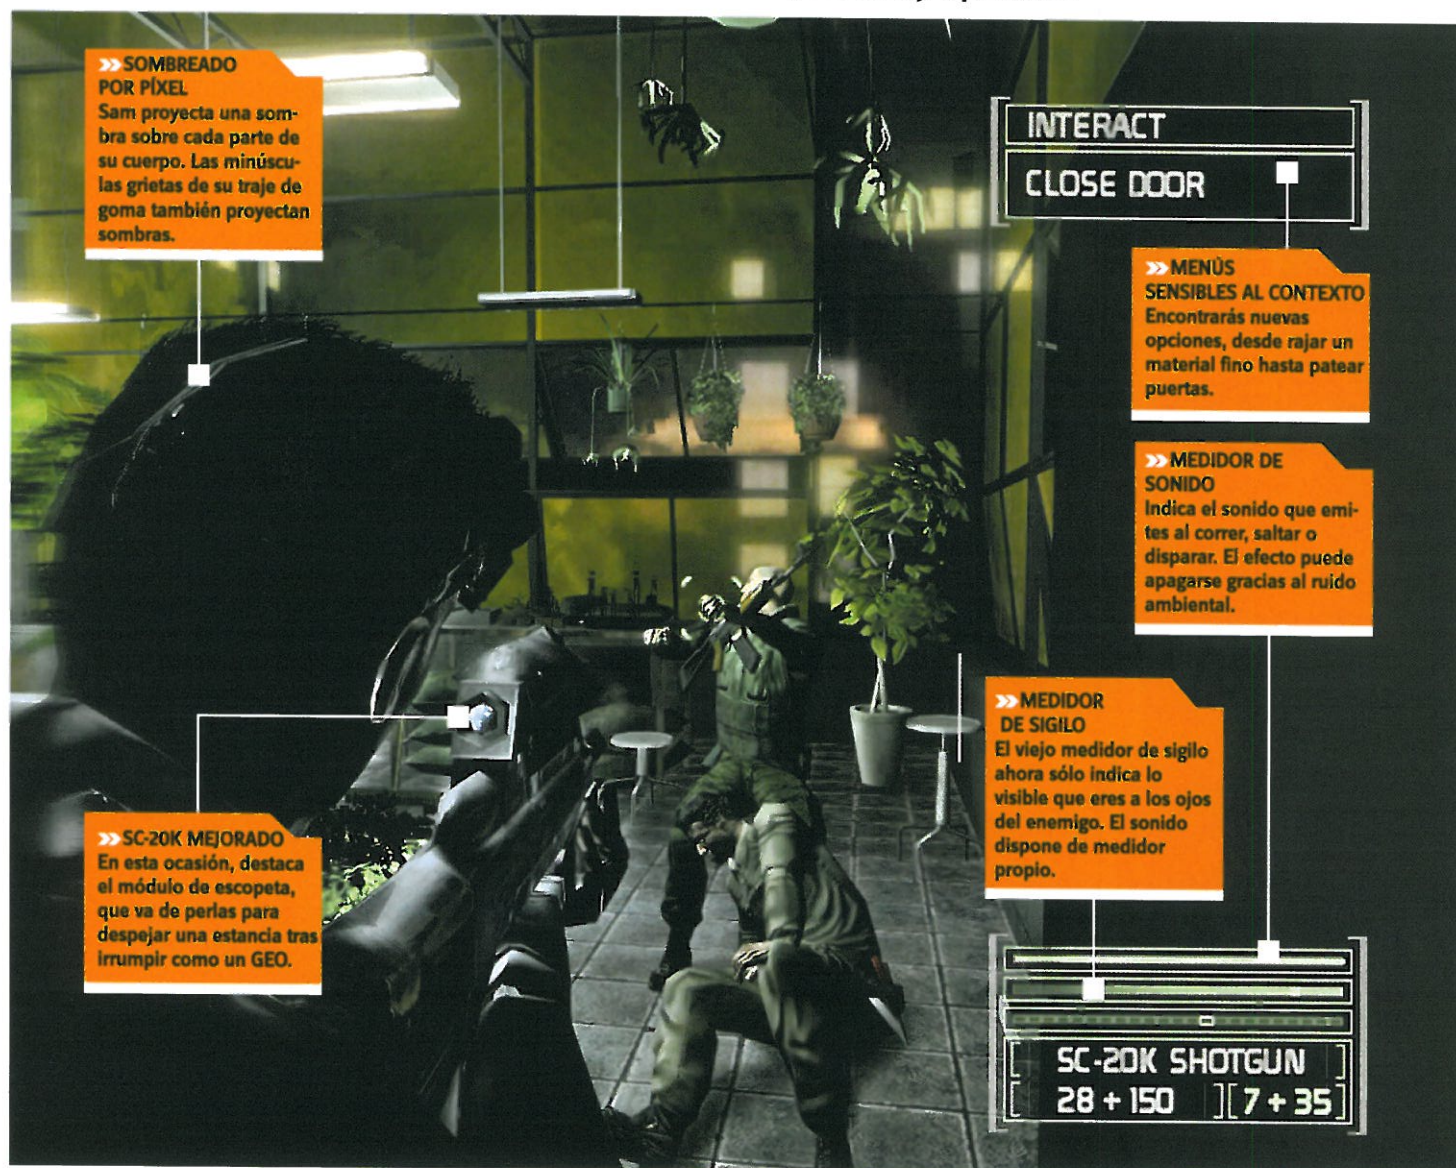 >> SOMBREADO
POR PÍXEL
Sam proyecta una som-
bra sobre cada parte de
su cuerpo. Las minúscu-
las grietas de su traje de
goma también proyectan
sombras.
INTERACT
CLOSE DOOR
>> MENÚS
SENSIBLES AL CONTEXTO
Encontrarás nuevas
opciones, desde rajar un
material fino hasta patear
puertas.
>> MEDIDOR DE
SONIDO
Indica el sonido que emi-
tes al correr, saltar o
disparar. El efecto puede
apagarse gracias al ruido
ambiental.
>> MEDIDOR
DE SIGILO
El viejo medidor de sigilo
ahora sólo indica lo
visible que eres a los ojos
del enemigo. El sonido
dispone de medidor
propio.
>> SC-20K MEJORADO
En esta ocasión, destaca
el módulo de escopeta,
que va de perlas para
despejar una estancia tras
irrumpir como un GEO.
SC-20K SHOTGUN
[ 28 + 150 ][ 7 + 35 ]